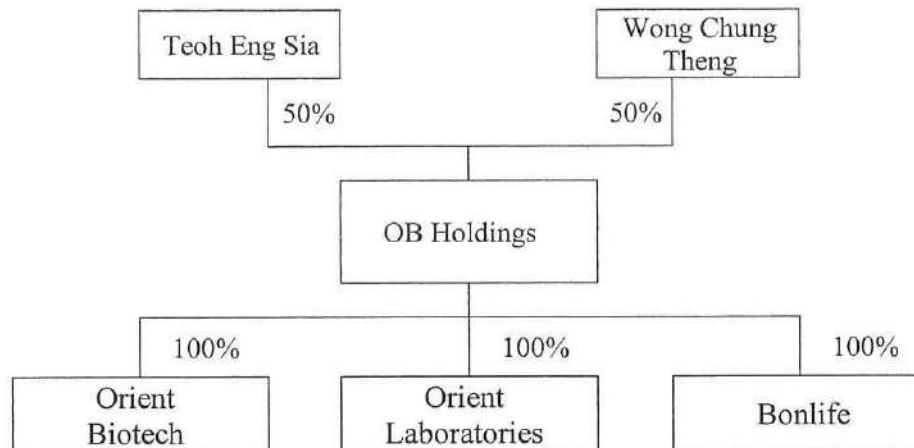 Teoh Eng Sia
Wong Chung
Theng
50%
50%
OB Holdings
100%
100%
100%
Orient
Biotech
Orient
Laboratories
Bonlife